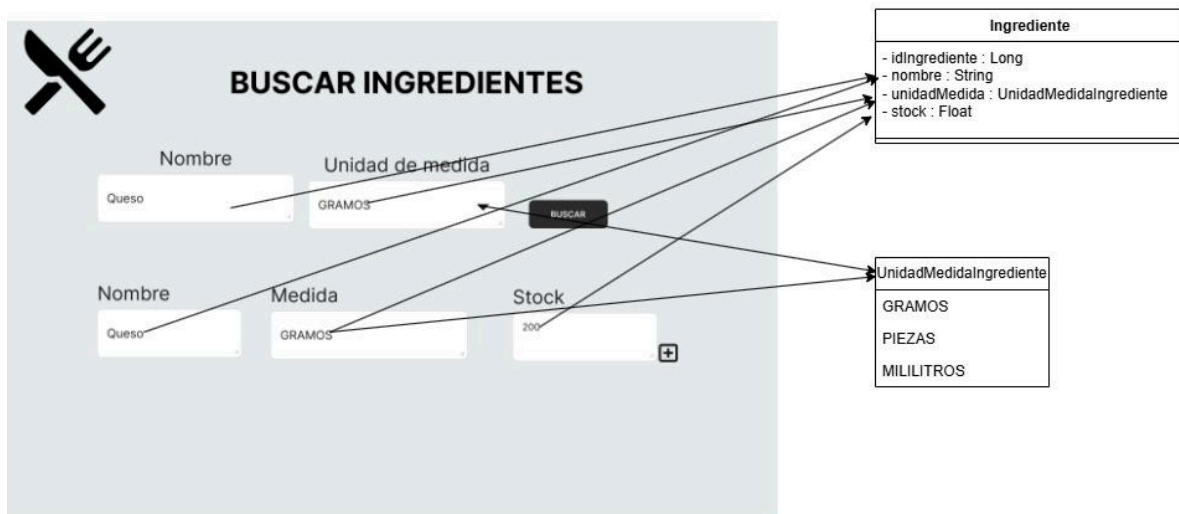 BUSCAR INGREDIENTES
Nombre
Unidad de medida
Queso
GRAMOS
BUSCAR
Nombre
Medida
Stock
Queso
GRAMOS
200
Ingrediente
- idIngrediente : Long
- nombre : String
- unidadMedida : UnidadMedidaIngrediente
- stock : Float
UnidadMedidaIngrediente
GRAMOS
PIEZAS
MILILITROS